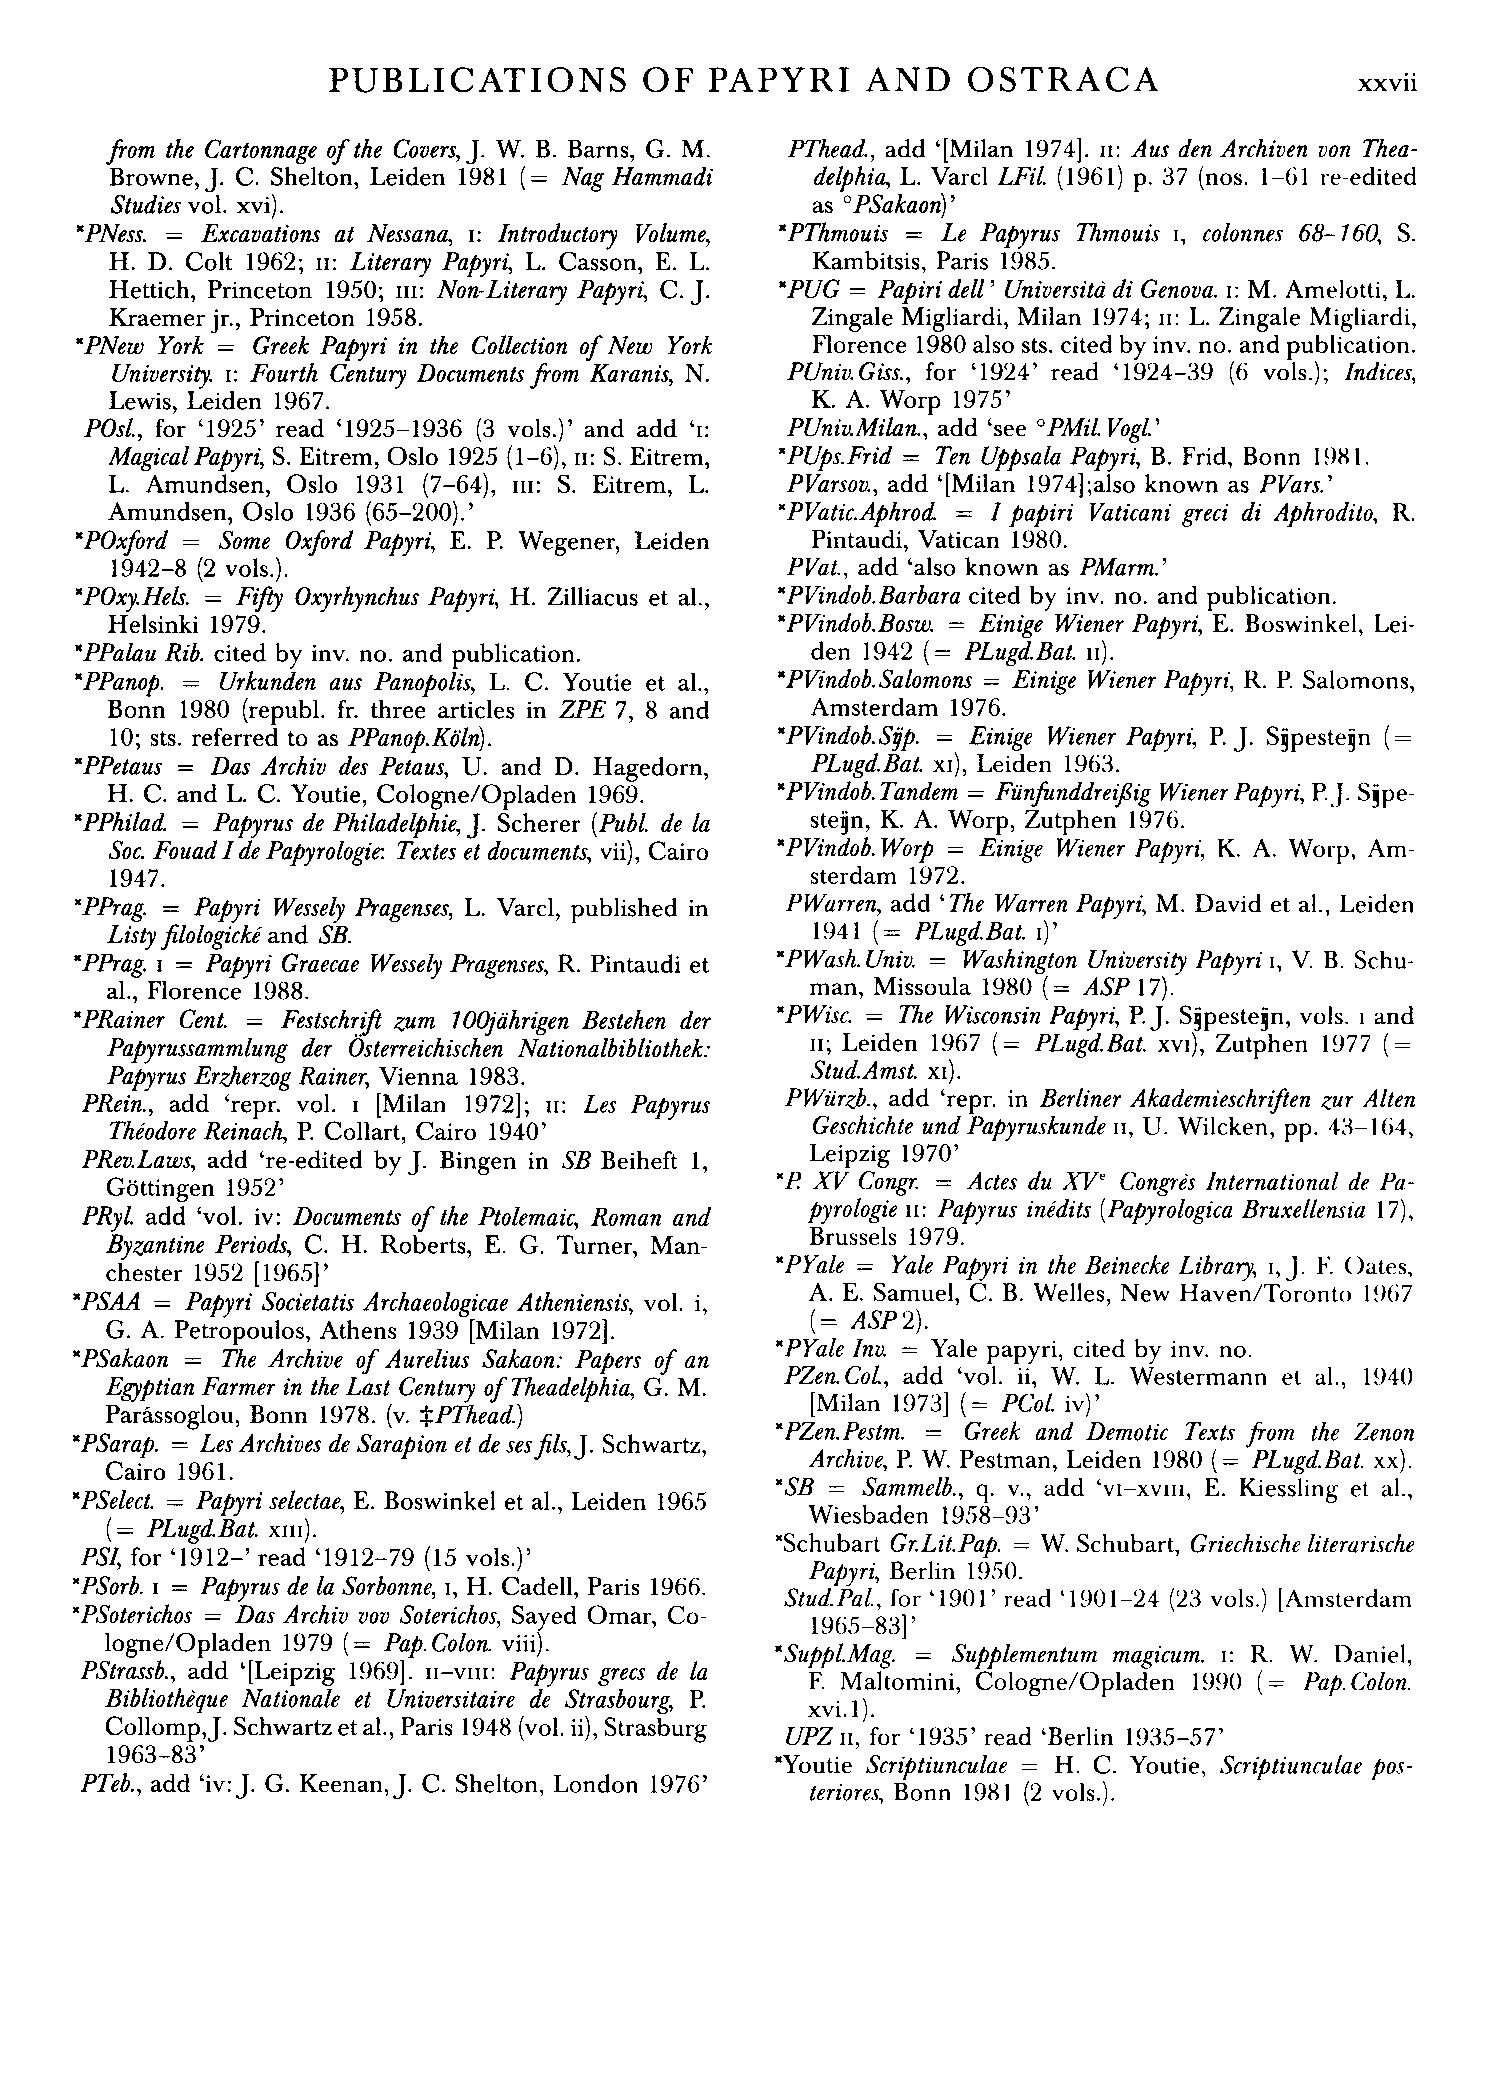 PUBLICATIONS OF PAPYRI AND OSTRACA xxvii
from the Cartonnage of the Covers, J. W. B. Barns, G. M.
Browne, J. C. Shelton, Leiden 1981 (= Nag Hammadi
Studies vol. xvi).
*PNess. = Excavations at Nessana, I: Introductory Volume,
H. D. Colt 1962; II: Literary Papyri, L. Casson, E. L.
Hettich, Princeton 1950; III: Non-Literary Papyri, C. J.
Kraemer jr., Princeton 1958.
*PNew York = Greek Papyri in the Collection of New York
University. I: Fourth Century Documents from Karanis, N.
Lewis, Leiden 1967.
POsl., for ‘1925’ read ‘1925–1936 (3 vols.)’ and add ‘I:
Magical Papyri, S. Eitrem, Oslo 1925 (1–6), II: S. Eitrem,
L. Amundsen, Oslo 1931 (7–64), III: S. Eitrem, L.
Amundsen, Oslo 1936 (65–200).’
*POxford = Some Oxford Papyri, E. P. Wegener, Leiden
1942–8 (2 vols.).
*POxy.Hels. = Fifty Oxyrhynchus Papyri, H. Zilliacus et al.,
Helsinki 1979.
*PPalau Rib. cited by inv. no. and publication.
*PPanop. = Urkunden aus Panopolis, L. C. Youtie et al.,
Bonn 1980 (republ. fr. three articles in ZPE 7, 8 and
10; sts. referred to as PPanop.Köln).
*PPetaus = Das Archiv des Petaus, U. and D. Hagedorn,
H. C. and L. C. Youtie, Cologne/Opladen 1969.
*PPhilad. = Papyrus de Philadelphie, J. Scherer (Publ. de la
Soc. Fouad I de Papyrologie: Textes et documents, vii), Cairo
1947.
*PPrag. = Papyri Wessely Pragenses, L. Varcl, published in
Listy filologické and SB.
*PPrag. I = Papyri Graecae Wessely Pragenses, R. Pintaudi et
al., Florence 1988.
*PRainer Cent. = Festschrift zum 100jährigen Bestehen der
Papyrussammlung der Österreichischen Nationalbibliothek:
Papyrus Erzherzog Rainer, Vienna 1983.
PRein., add ‘repr. vol. I [Milan 1972]; II: Les Papyrus
Théodore Reinach, P. Collart, Cairo 1940’
PRev.Laws, add ‘re-edited by J. Bingen in SB Beiheft 1,
Göttingen 1952’
PRyl. add ‘vol. iv: Documents of the Ptolemaic, Roman and
Byzantine Periods, C. H. Roberts, E. G. Turner, Man-
chester 1952 [1965]’
*PSAA = Papyri Societatis Archaeologicae Atheniensis, vol. i,
G. A. Petropoulos, Athens 1939 [Milan 1972].
*PSakaon = The Archive of Aurelius Sakaon: Papers of an
Egyptian Farmer in the Last Century of Theadelphia, G. M.
Parássoglou, Bonn 1978. (v. ‡PThead.)
*PSarap. = Les Archives de Sarapion et de ses fils, J. Schwartz,
Cairo 1961.
*PSelect. = Papyri selectae, E. Boswinkel et al., Leiden 1965
(= PLugd.Bat. XIII).
PSI, for ‘1912–’ read ‘1912–79 (15 vols.)’
*PSorb. I = Papyrus de la Sorbonne, I, H. Cadell, Paris 1966.
*PSoterichos = Das Archiv vov Soterichos, Sayed Omar, Co-
logne/Opladen 1979 (= Pap.Colon. viii).
PStrassb., add ‘[Leipzig 1969]. II–VIII: Papyrus grecs de la
Bibliothèque Nationale et Universitaire de Strasbourg, P.
Collomp, J. Schwartz et al., Paris 1948 (vol. ii), Strasburg
1963–83’
PTeb., add ‘iv: J. G. Keenan, J. C. Shelton, London 1976’
PThead., add ‘[Milan 1974]. II: Aus den Archiven von Thea-
delphia, L. Varcl LFil. (1961) p. 37 (nos. 1–61 re-edited
as °PSakaon)’
*PThmouis = Le Papyrus Thmouis I, colonnes 68–160, S.
Kambitsis, Paris 1985.
*PUG = Papiri dell’ Università di Genova. I: M. Amelotti, L.
Zingale Migliardi, Milan 1974; II: L. Zingale Migliardi,
Florence 1980 also sts. cited by inv. no. and publication.
PUniv.Giss., for ‘1924’ read ‘1924–39 (6 vols.); Indices,
K. A. Worp 1975’
PUniv.Milan., add ‘see °PMil.Vogl.’
*PUps.Frid = Ten Uppsala Papyri, B. Frid, Bonn 1981.
PVarsov., add ‘[Milan 1974];also known as PVars.’
*PVatic.Aphrod. = I papiri Vaticani greci di Aphrodito, R.
Pintaudi, Vatican 1980.
PVat., add ‘also known as PMarm.’
*PVindob.Barbara cited by inv. no. and publication.
*PVindob.Bosw. = Einige Wiener Papyri, E. Boswinkel, Lei-
den 1942 (= PLugd.Bat. II).
*PVindob.Salomons = Einige Wiener Papyri, R. P. Salomons,
Amsterdam 1976.
*PVindob.Sijp. = Einige Wiener Papyri, P. J. Sijpesteijn (=
PLugd.Bat. XI), Leiden 1963.
*PVindob.Tandem = Fünfunddreißig Wiener Papyri, P. J. Sijpe-
steijn, K. A. Worp, Zutphen 1976.
*PVindob.Worp = Einige Wiener Papyri, K. A. Worp, Am-
sterdam 1972.
PWarren, add ‘The Warren Papyri, M. David et al., Leiden
1941 (= PLugd.Bat. I)’
*PWash.Univ. = Washington University Papyri I, V. B. Schu-
man, Missoula 1980 (= ASP 17).
*PWisc. = The Wisconsin Papyri, P. J. Sijpesteijn, vols. I and
II; Leiden 1967 (= PLugd.Bat. XVI), Zutphen 1977 (=
Stud.Amst. XI).
PWürzb., add ‘repr. in Berliner Akademieschriften zur Alten
Geschichte und Papyruskunde II, U. Wilcken, pp. 43–164,
Leipzig 1970’
*P. XV Congr. = Actes du XVᵉ Congrès International de Pa-
pyrologie II: Papyrus inédits (Papyrologica Bruxellensia 17),
Brussels 1979.
*PYale = Yale Papyri in the Beinecke Library, I, J. F. Oates,
A. E. Samuel, C. B. Welles, New Haven/Toronto 1967
(= ASP 2).
*PYale Inv. = Yale papyri, cited by inv. no.
PZen.Col., add ‘vol. ii, W. L. Westermann et al., 1940
[Milan 1973] (= PCol. iv)’
*PZen.Pestm. = Greek and Demotic Texts from the Zenon
Archive, P. W. Pestman, Leiden 1980 (= PLugd.Bat. xx).
*SB = Sammelb., q. v., add ‘VI–XVIII, E. Kiessling et al.,
Wiesbaden 1958–93’
*Schubart Gr.Lit.Pap. = W. Schubart, Griechische literarische
Papyri, Berlin 1950.
Stud.Pal., for ‘1901’ read ‘1901–24 (23 vols.) [Amsterdam
1965–83]’
*Suppl.Mag. = Supplementum magicum. I: R. W. Daniel,
F. Maltomini, Cologne/Opladen 1990 (= Pap.Colon.
xvi.1).
UPZ II, for ‘1935’ read ‘Berlin 1935–57’
*Youtie Scriptiunculae = H. C. Youtie, Scriptiunculae pos-
teriores, Bonn 1981 (2 vols.).